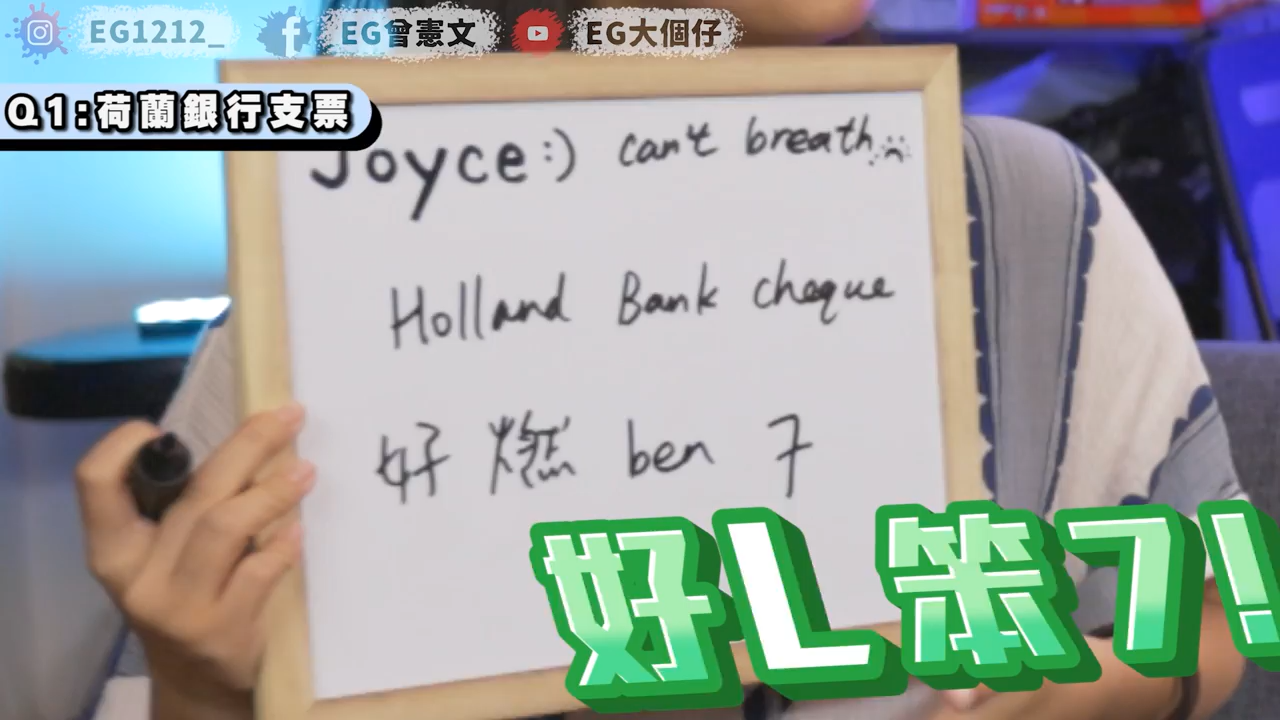 EG1212_ EG曾憲文 EG大個仔
Q1:荷蘭銀行支票
Joyce:) can't breath
Holland Bank cheque
好 燃 ben 7
好L笨7!